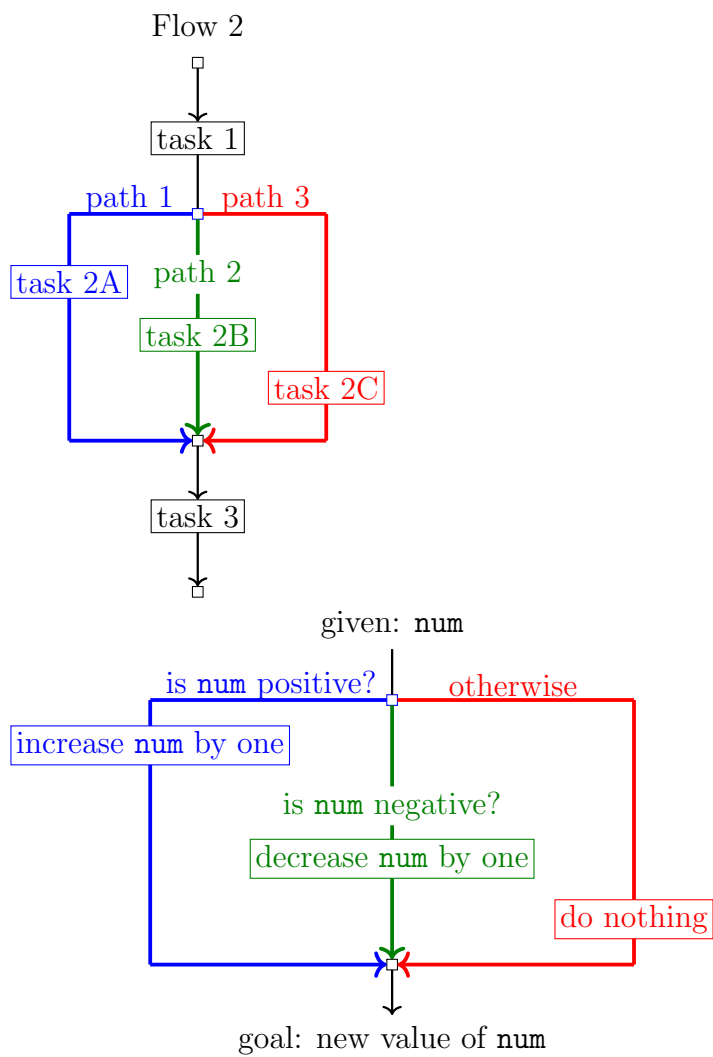 Flow 2
task 1
path 1
path 3
task 2A
path 2
task 2B
task 2C
task 3
given: num
is num positive?
otherwise
increase num by one
is num negative?
decrease num by one
do nothing
goal: new value of num